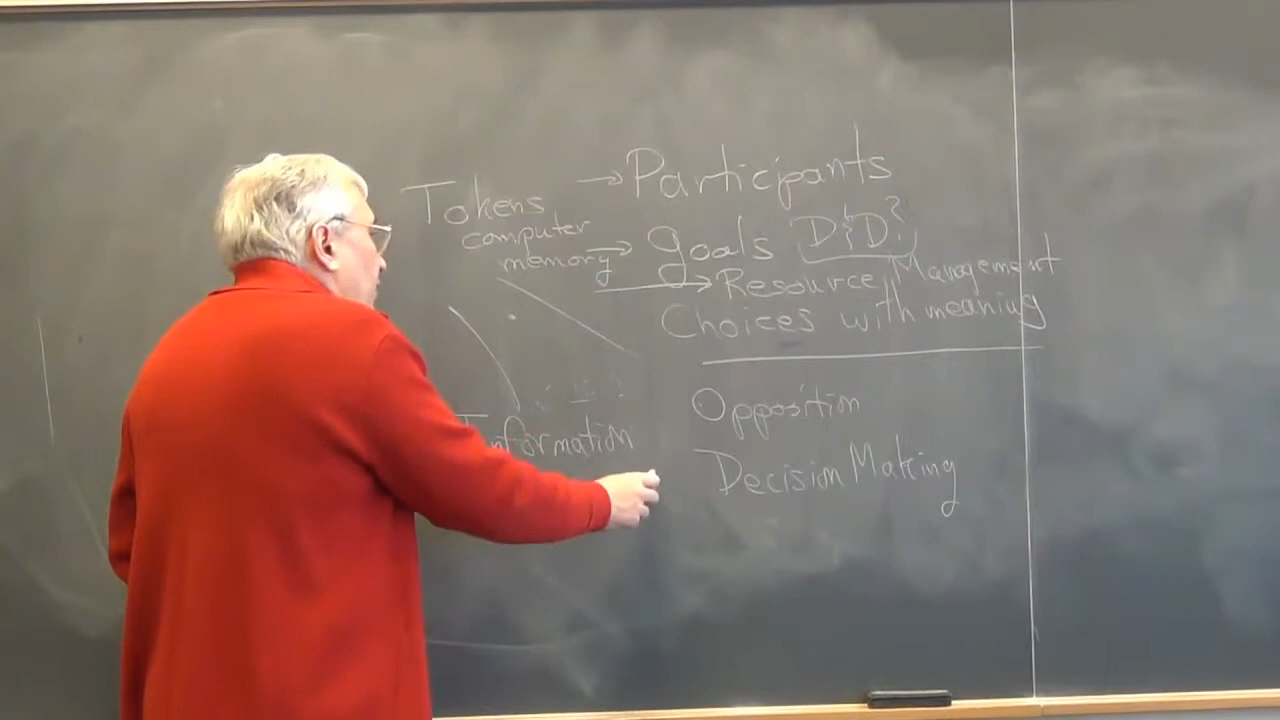 → Participants
Tokens
computer
memory
→ goals D&D?
→ Resource Management
Choices with meaning
Opposition
Information
Decision Making